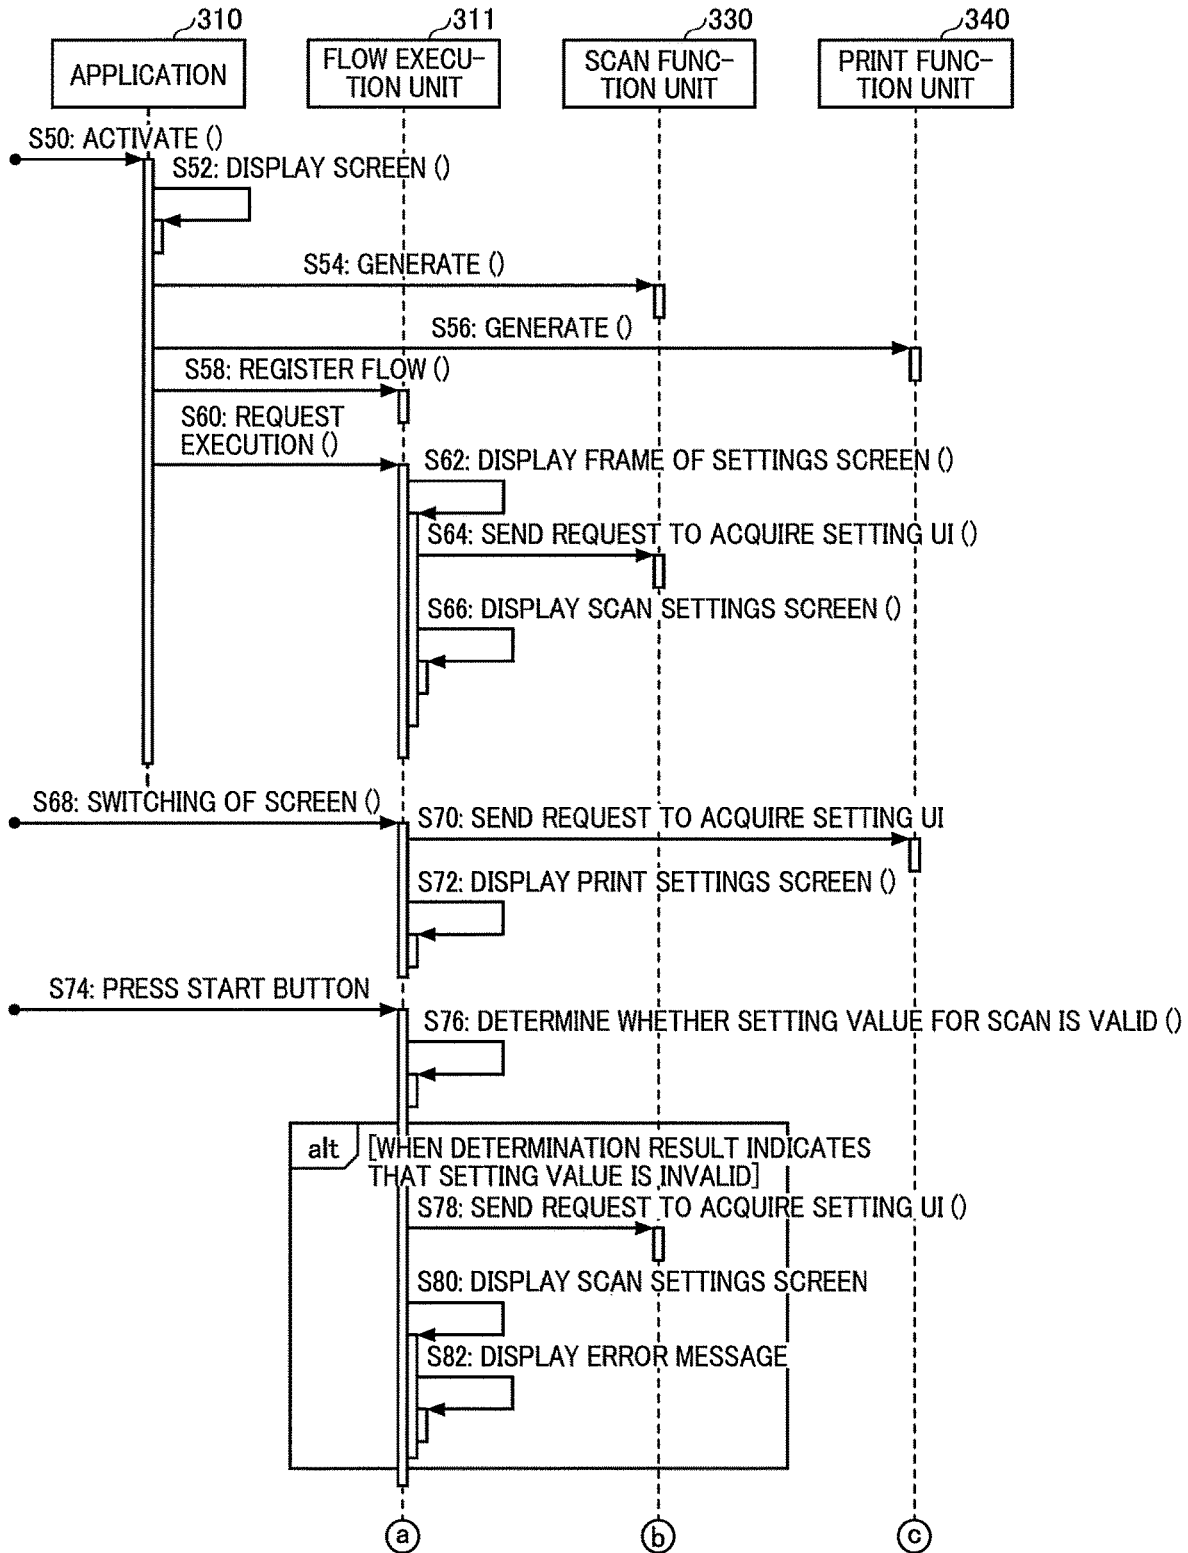 310
311
330
340
APPLICATION
FLOW EXECU-
TION UNIT
SCAN FUNC-
TION UNIT
PRINT FUNC-
TION UNIT
S50: ACTIVATE ()
S52: DISPLAY SCREEN ()
S54: GENERATE ()
S56: GENERATE ()
S58: REGISTER FLOW ()
S60: REQUEST
EXECUTION ()
S62: DISPLAY FRAME OF SETTINGS SCREEN ()
S64: SEND REQUEST TO ACQUIRE SETTING UI ()
S66: DISPLAY SCAN SETTINGS SCREEN ()
S68: SWITCHING OF SCREEN ()
S70: SEND REQUEST TO ACQUIRE SETTING UI
S72: DISPLAY PRINT SETTINGS SCREEN ()
S74: PRESS START BUTTON
S76: DETERMINE WHETHER SETTING VALUE FOR SCAN IS VALID ()
alt
[WHEN DETERMINATION RESULT INDICATES
THAT SETTING VALUE IS INVALID]
S78: SEND REQUEST TO ACQUIRE SETTING UI ()
S80: DISPLAY SCAN SETTINGS SCREEN
S82: DISPLAY ERROR MESSAGE
a
b
c